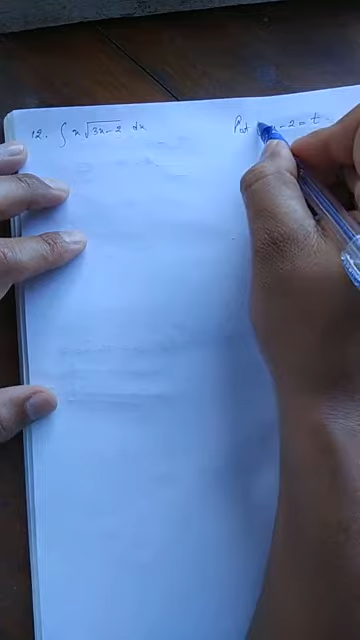 12. ∫ x √3x-2 dx
Put x-2 = t